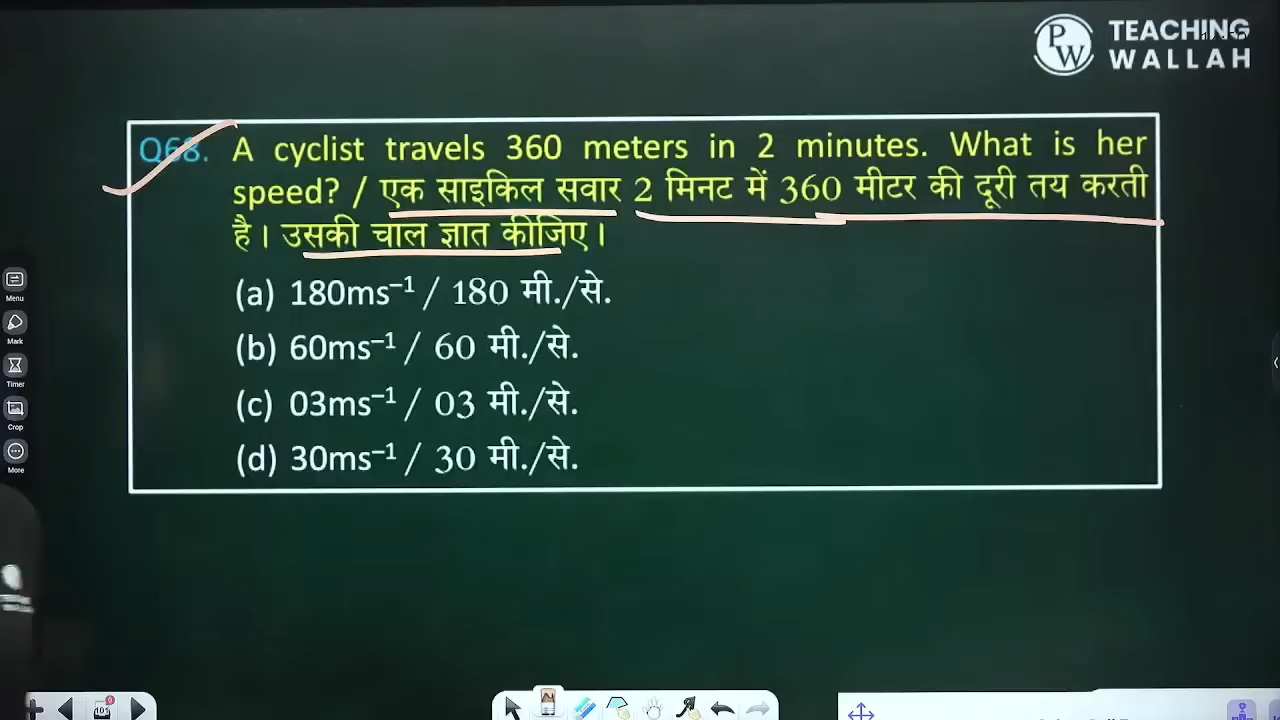 TEACHING
WALLAH
PW
Q68. A cyclist travels 360 meters in 2 minutes. What is her
speed? / एक साइकिल सवार 2 मिनट में 360 मीटर की दूरी तय करती
है। उसकी चाल ज्ञात कीजिए।
(a) 180ms⁻¹ / 180 मी./से.
(b) 60ms⁻¹ / 60 मी./से.
(c) 03ms⁻¹ / 03 मी./से.
(d) 30ms⁻¹ / 30 मी./से.
Menu
Mark
Timer
Crop
More